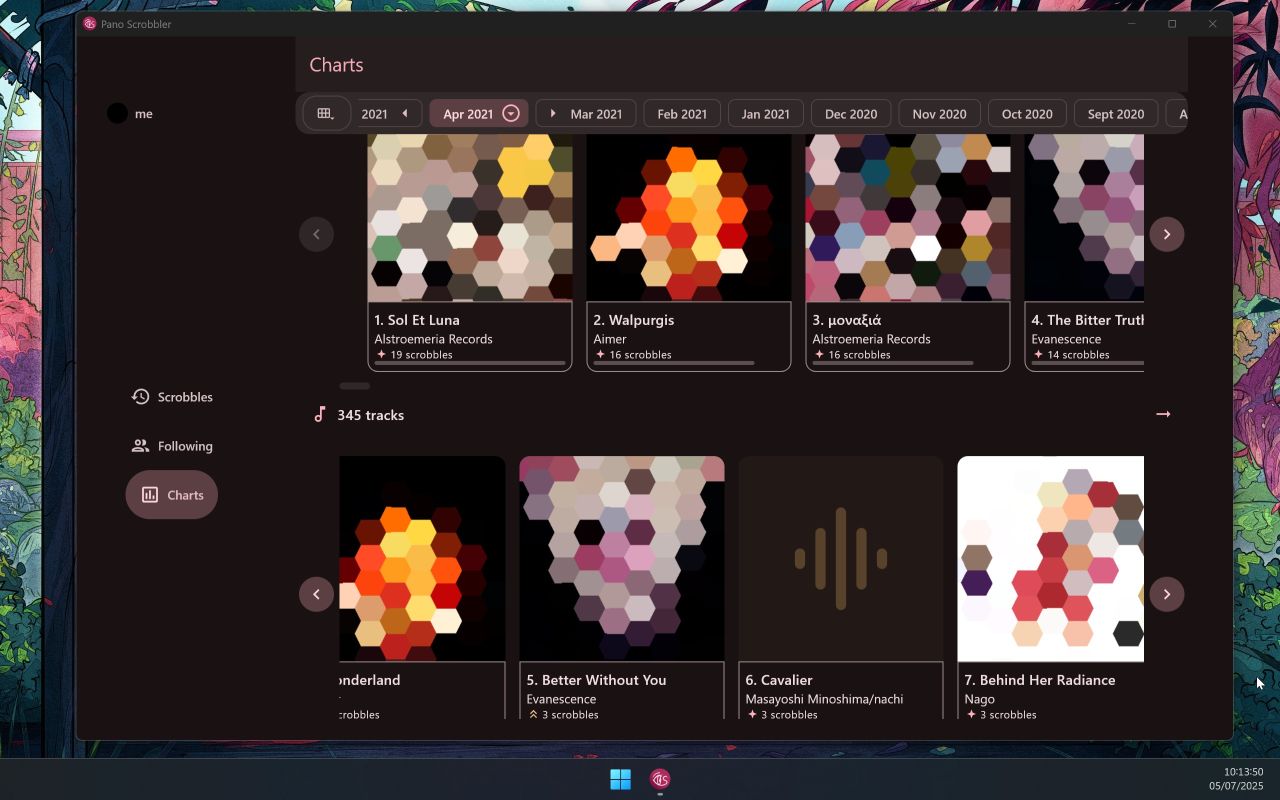 Pano Scrobbler
Charts
me
2021
Apr 2021
Mar 2021
Feb 2021
Jan 2021
Dec 2020
Nov 2020
Oct 2020
Sept 2020
A
1. Sol Et Luna
Alstroemeria Records
19 scrobbles
2. Walpurgis
Aimer
16 scrobbles
3. μοναξιά
Alstroemeria Records
16 scrobbles
4. The Bitter Truth
Evanescence
14 scrobbles
Scrobbles
Following
Charts
345 tracks
onderland
crobbles
5. Better Without You
Evanescence
3 scrobbles
6. Cavalier
Masayoshi Minoshima/nachi
3 scrobbles
7. Behind Her Radiance
Nago
3 scrobbles
10:13:50
05/07/2025